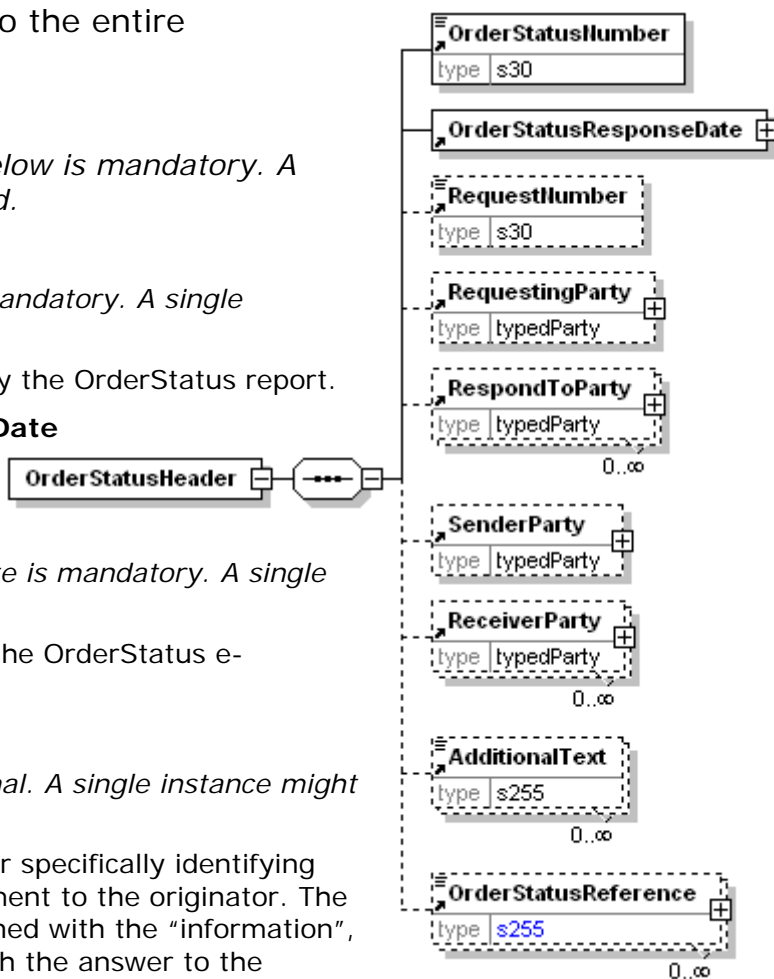 o the entire
elow is mandatory. A
d.
andatory. A single
y the OrderStatus report.
Date
e is mandatory. A single
he OrderStatus e-
al. A single instance might
r specifically identifying
nent to the originator. The
ned with the "information",
h the answer to the
OrderStatusHeader
OrderStatusNumber
type s30
OrderStatusResponseDate
RequestNumber
type s30
RequestingParty
type typedParty
RespondToParty
type typedParty
0..∞
SenderParty
type typedParty
ReceiverParty
type typedParty
0..∞
AdditionalText
type s255
0..∞
OrderStatusReference
type s255
0..∞